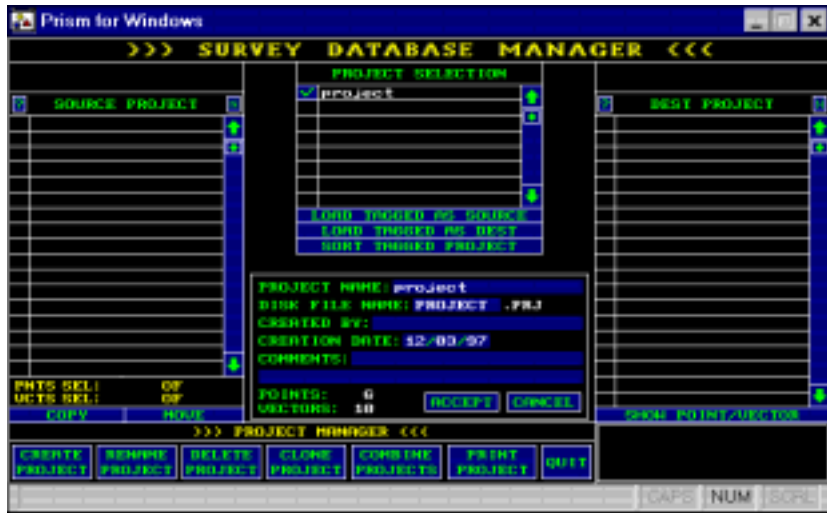 Prism for Windows
>>> SURVEY DATABASE MANAGER <<<
PROJECT SELECTION
project
SOURCE PROJECT
DEST PROJECT
LOAD TAGGED AS SOURCE
LOAD TAGGED AS DEST
SORT TAGGED PROJECT
PROJECT NAME: project
DISK FILE NAME: PROJECT .PRJ
CREATED BY:
CREATION DATE: 12/03/97
COMMENTS:
POINTS: 6
VECTORS: 10
ACCEPT CANCEL
PNTS SEL: OF
VCTS SEL: OF
COPY MOVE
SHOW POINT/VECTOR
>>> PROJECT MANAGER <<<
CREATE PROJECT
RENAME PROJECT
DELETE PROJECT
CLONE PROJECT
COMBINE PROJECTS
PRINT PROJECT
QUIT
CAPS NUM SCRL